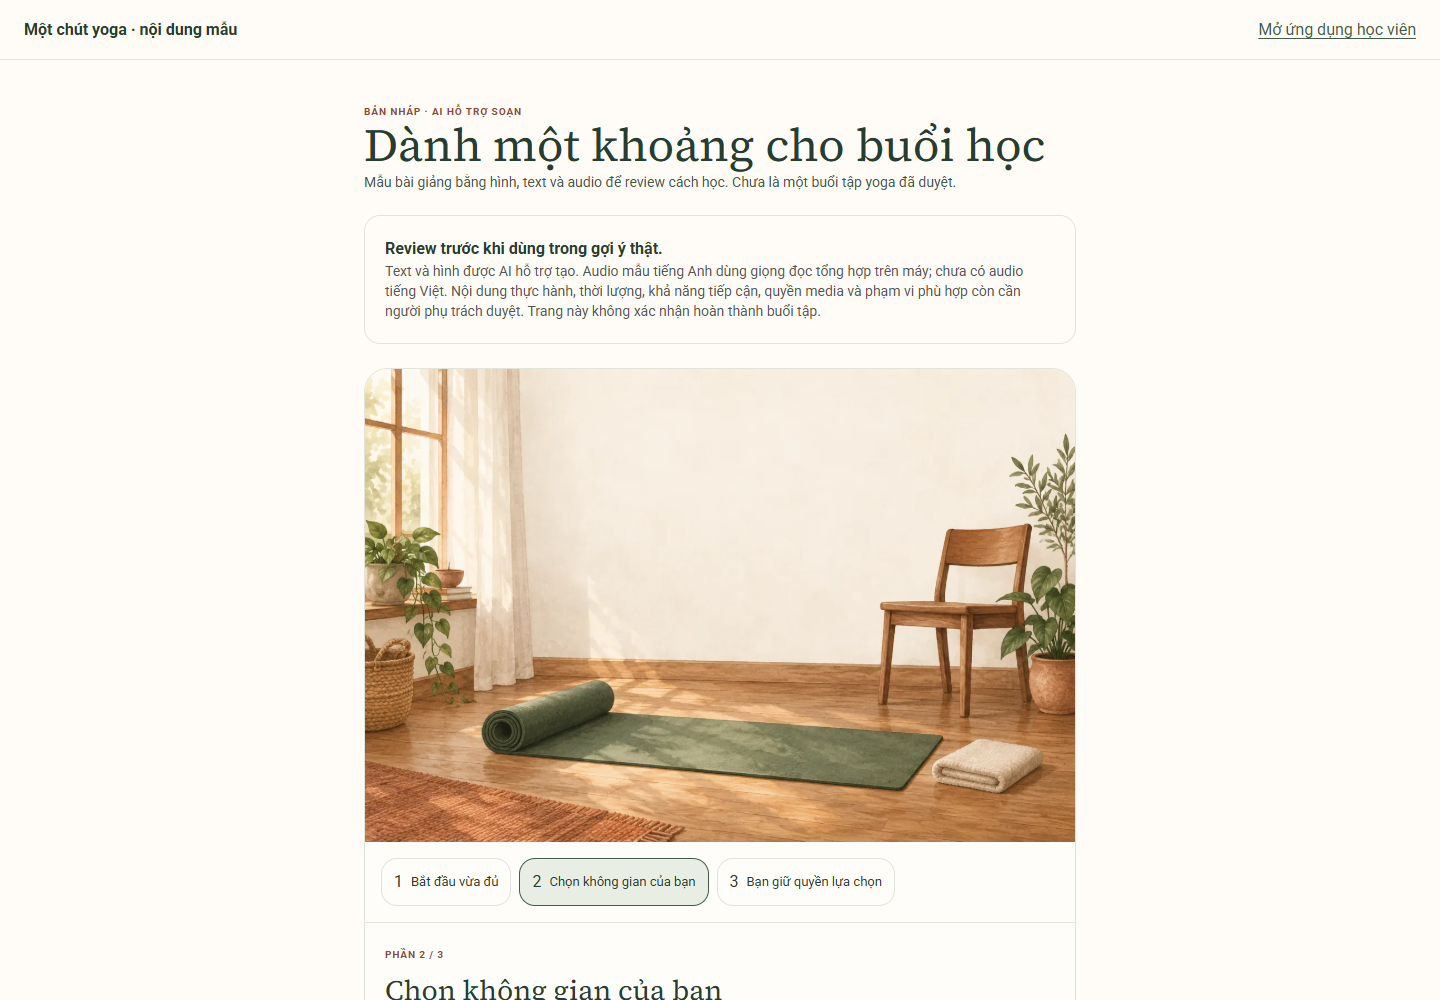 Một chút yoga · nội dung mẫu
Mở ứng dụng học viên
BẢN NHÁP · AI HỖ TRỢ SOẠN
Dành một khoảng cho buổi học
Mẫu bài giảng bằng hình, text và audio để review cách học. Chưa là một buổi tập yoga đã duyệt.
Review trước khi dùng trong gợi ý thật.
Text và hình được AI hỗ trợ tạo. Audio mẫu tiếng Anh dùng giọng đọc tổng hợp trên máy; chưa có audio
tiếng Việt. Nội dung thực hành, thời lượng, khả năng tiếp cận, quyền media và phạm vi phù hợp còn cần
người phụ trách duyệt. Trang này không xác nhận hoàn thành buổi tập.
1 Bắt đầu vừa đủ
2 Chọn không gian của bạn
3 Bạn giữ quyền lựa chọn
PHẦN 2 / 3
Chọn không gian của bạn